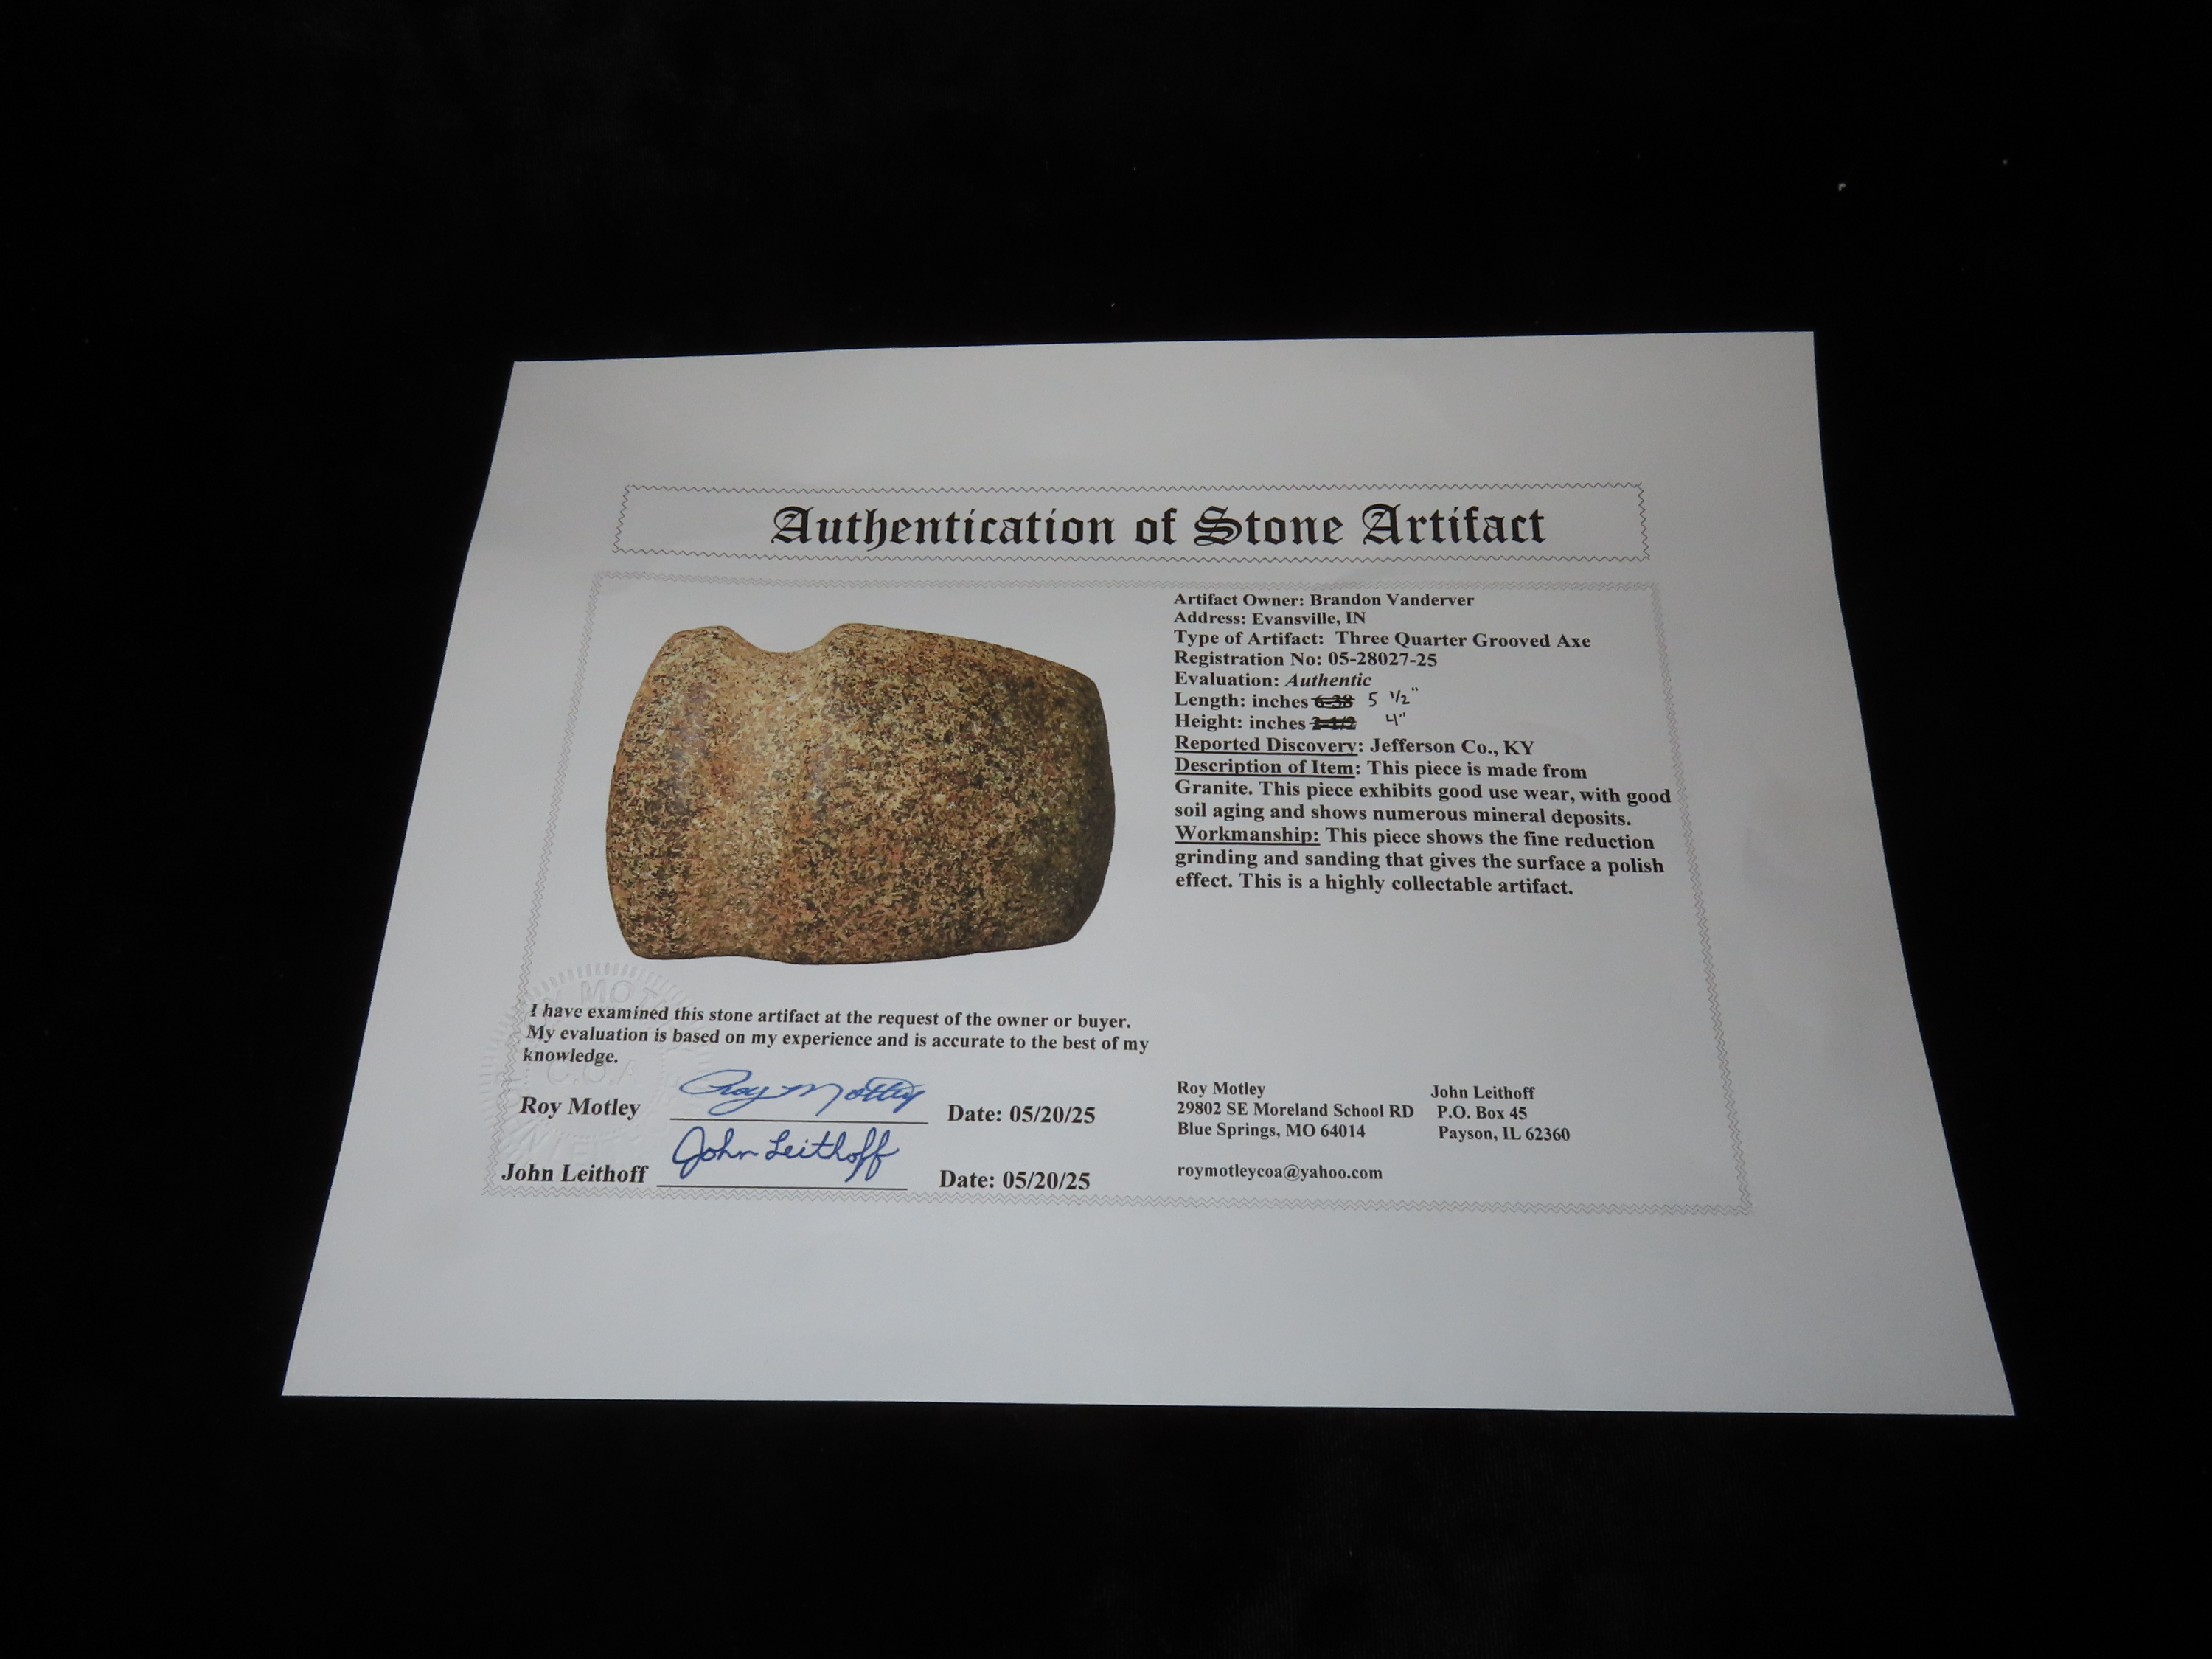 Authentication of Stone Artifact
Artifact Owner: Brandon Vanderver
Address: Evansville, IN
Type of Artifact: Three Quarter Grooved Axe
Registration No: 05-28027-25
Evaluation: Authentic
Length: inches 6.38 5 1/2"
Height: inches 4"
Reported Discovery: Jefferson Co., KY
Description of Item: This piece is made from
Granite. This piece exhibits good use wear, with good
soil aging and shows numerous mineral deposits.
Workmanship: This piece shows the fine reduction
grinding and sanding that gives the surface a polish
effect. This is a highly collectable artifact.
I have examined this stone artifact at the request of the owner or buyer.
My evaluation is based on my experience and is accurate to the best of my
knowledge.
Roy Motley Roy Motley Date: 05/20/25
John Leithoff John Leithoff Date: 05/20/25
Roy Motley
29802 SE Moreland School RD
Blue Springs, MO 64014
roymotleycoa@yahoo.com
John Leithoff
P.O. Box 45
Payson, IL 62360
C.O.A